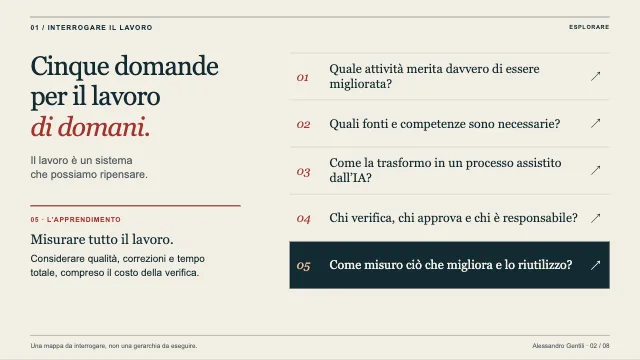 01 / INTERROGARE IL LAVORO
ESPLORARE
Cinque domande
per il lavoro
di domani.
Il lavoro è un sistema
che possiamo ripensare.
05 · L'APPRENDIMENTO
Misurare tutto il lavoro.
Considerare qualità, correzioni e tempo
totale, compreso il costo della verifica.
01 Quale attività merita davvero di essere
migliorata? ↗
02 Quali fonti e competenze sono necessarie? ↗
03 Come la trasformo in un processo assistito
dall’IA? ↗
04 Chi verifica, chi approva e chi è responsabile? ↗
05 Come misuro ciò che migliora e lo riutilizzo? ↗
Una mappa da interrogare, non una gerarchia da eseguire.
Alessandro Gentili · 02 / 08